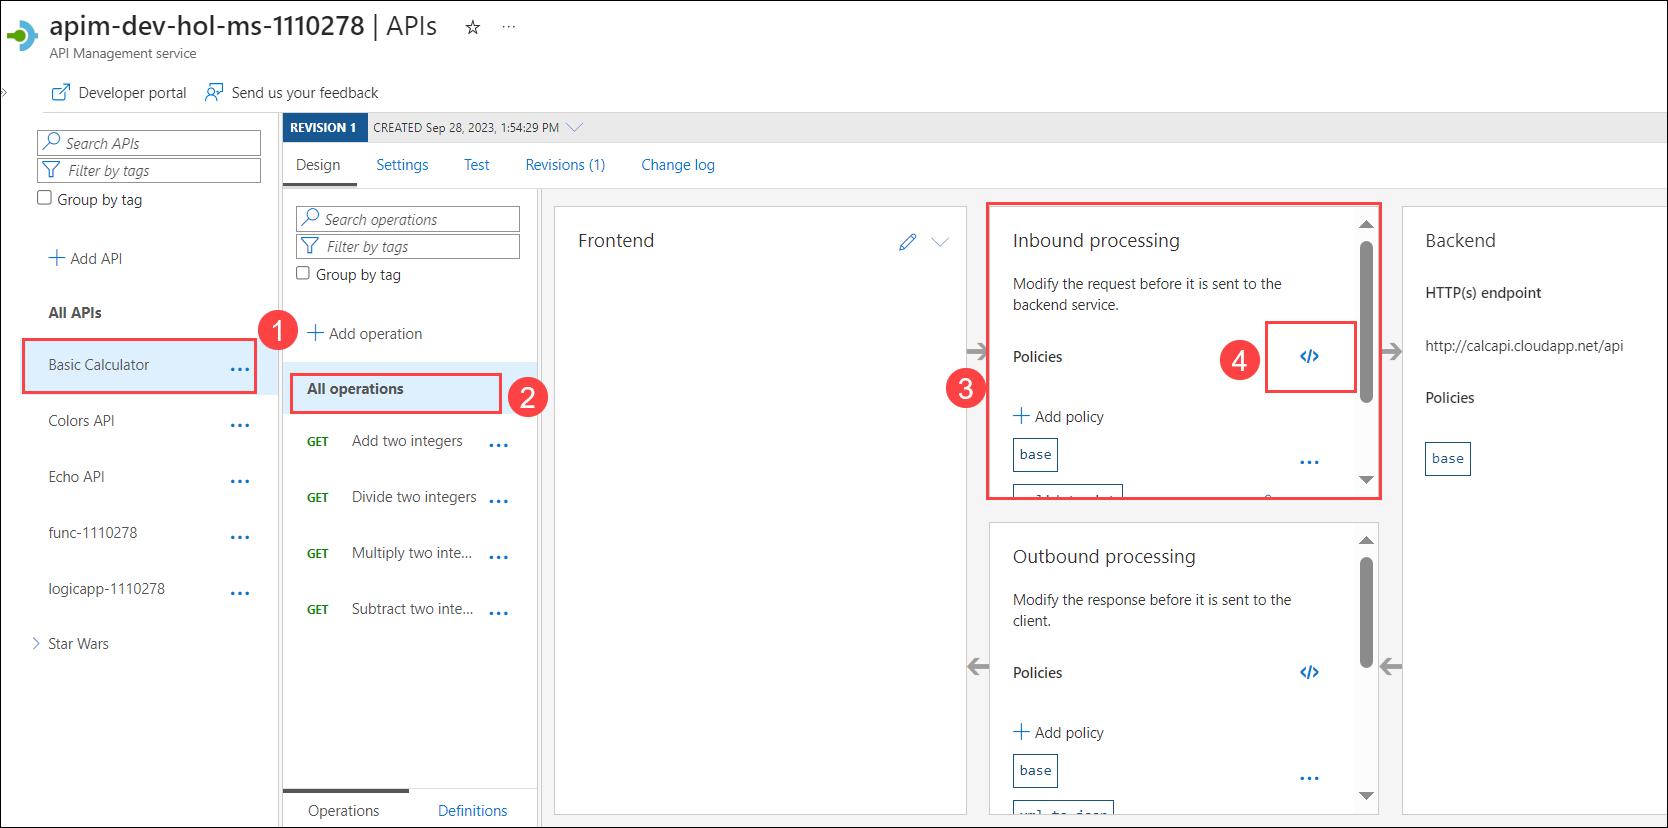 apim-dev-hol-ms-1110278 | APIs
API Management service
Developer portal
Send us your feedback
Search APIs
Filter by tags
Group by tag
Add API
All APIs
1
Basic Calculator
Colors API
Echo API
func-1110278
logicapp-1110278
Star Wars
REVISION 1
CREATED Sep 28, 2023, 1:54:29 PM
Design
Settings
Test
Revisions (1)
Change log
Search operations
Filter by tags
Group by tag
Add operation
All operations
2
GET Add two integers
GET Divide two integers
GET Multiply two inte...
GET Subtract two inte...
Operations
Definitions
Frontend
3
Inbound processing
Modify the request before it is sent to the
backend service.
Policies
4
</>
Add policy
base
Outbound processing
Modify the response before it is sent to the
client.
Policies
</>
Add policy
base
xml-to-json
Backend
HTTP(s) endpoint
http://calcapi.cloudapp.net/api
Policies
base